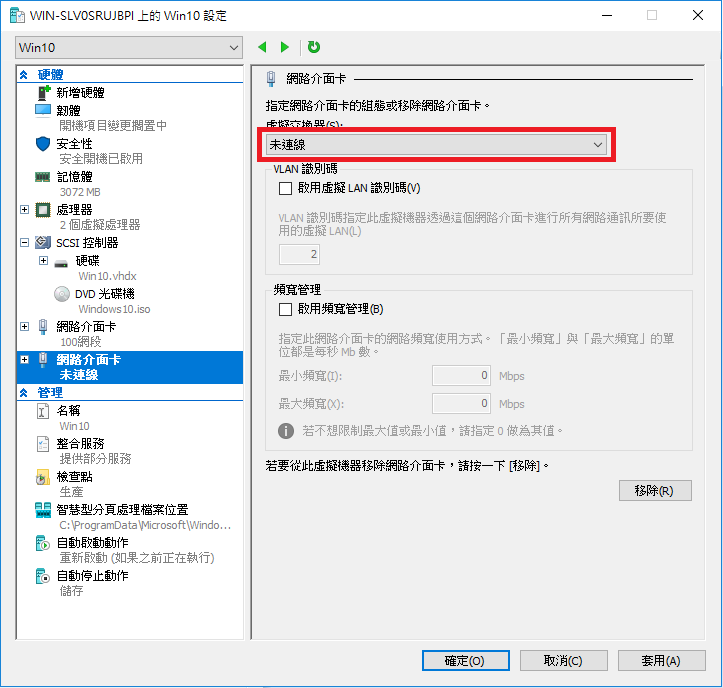 WIN-SLV0SRUJBPI 上的 Win10 設定
Win10
硬體
新增硬體
韌體
開機項目變更擱置中
安全性
安全開機已啟用
記憶體
3072 MB
處理器
2 個虛擬處理器
SCSI 控制器
硬碟
Win10.vhdx
DVD 光碟機
Windows10.iso
網路介面卡
100網段
網路介面卡
未連線
管理
名稱
Win10
整合服務
提供部分服務
檢查點
生產
智慧型分頁處理檔案位置
C:\ProgramData\Microsoft\Windo...
自動啟動動作
重新啟動 (如果之前正在執行)
自動停止動作
儲存
網路介面卡
指定網路介面卡的組態或移除網路介面卡。
虛擬交換器(S):
未連線
VLAN 識別碼
啟用虛擬 LAN 識別碼(V)
VLAN 識別碼指定此虛擬機器透過這個網路介面卡進行所有網路通訊所要使
用的虛擬 LAN(L)
2
頻寬管理
啟用頻寬管理(B)
指定此網路介面卡的網路頻寬使用方式。「最小頻寬」與「最大頻寬」的單
位都是每秒 Mb 數。
最小頻寬(I): 0 Mbps
最大頻寬(X): 0 Mbps
若不想限制最大值或最小值，請指定 0 做為其值。
若要從此虛擬機器移除網路介面卡，請按一下 [移除]。
移除(R)
確定(O) 取消(C) 套用(A)